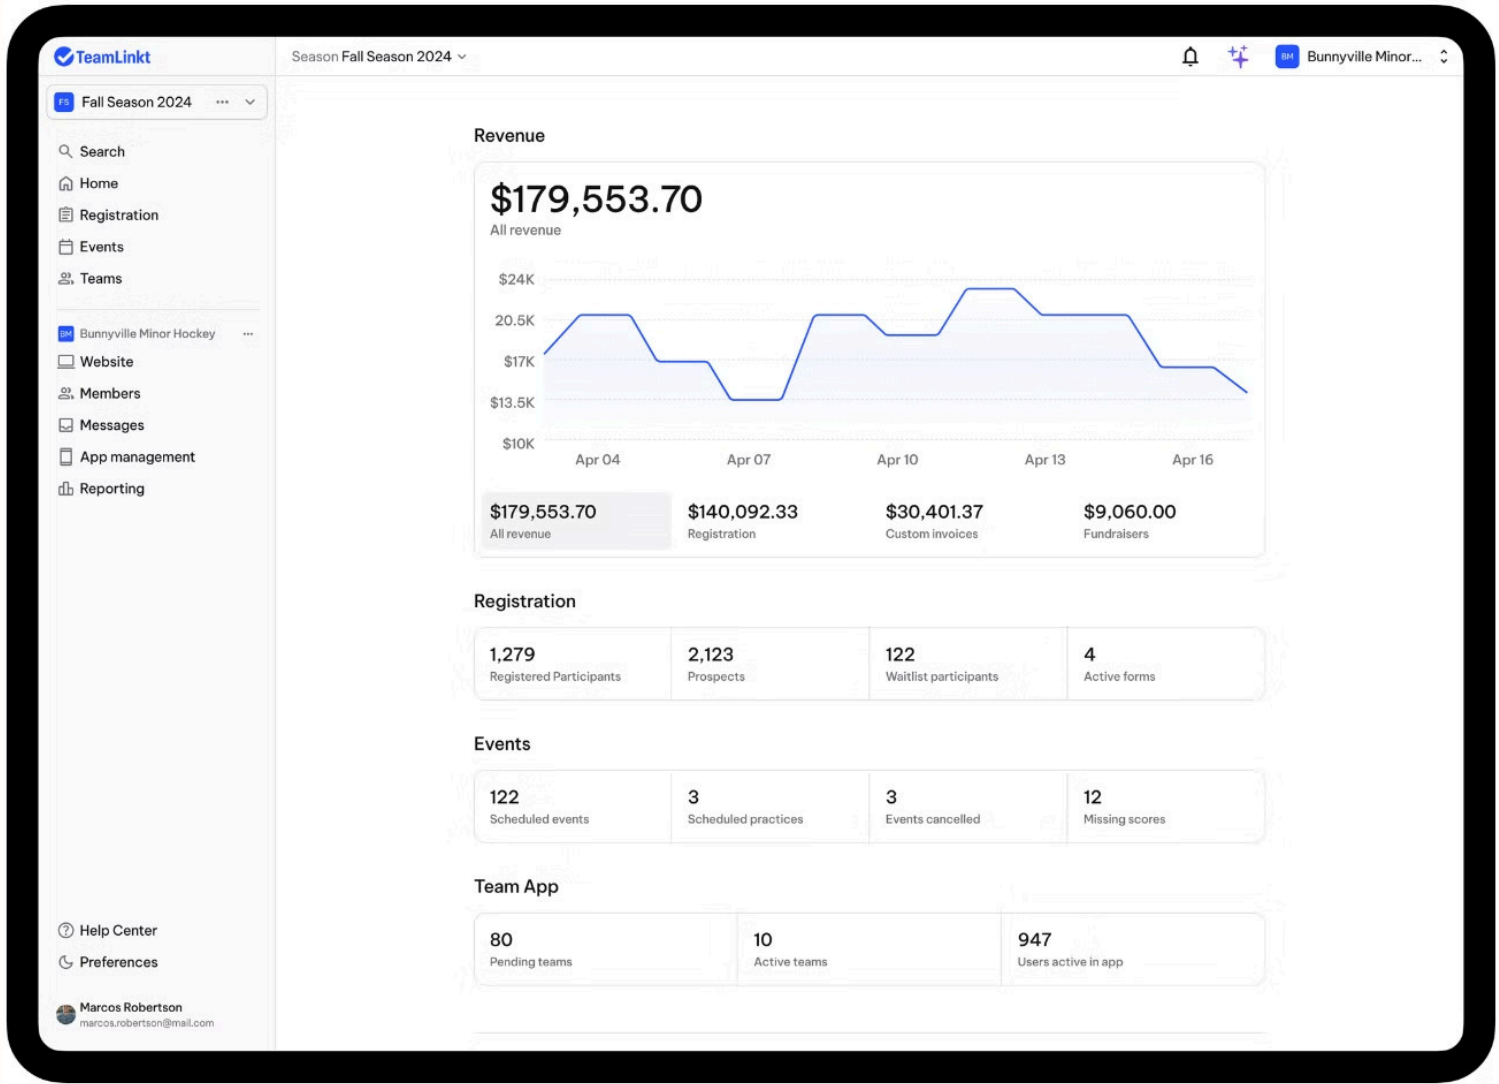 TeamLinkt
Season Fall Season 2024
BM Bunnyville Minor...
FS Fall Season 2024 ...
Search
Home
Registration
Events
Teams
BM Bunnyville Minor Hockey ...
Website
Members
Messages
App management
Reporting
Help Center
Preferences
Marcos Robertson
marcos.robertson@mail.com
Revenue
$179,553.70
All revenue
$24K
20.5K
$17K
$13.5K
$10K
Apr 04 Apr 07 Apr 10 Apr 13 Apr 16
$179,553.70 $140,092.33 $30,401.37 $9,060.00
All revenue Registration Custom invoices Fundraisers
Registration
1,279 2,123 122 4
Registered Participants Prospects Waitlist participants Active forms
Events
122 3 3 12
Scheduled events Scheduled practices Events cancelled Missing scores
Team App
80 10 947
Pending teams Active teams Users active in app